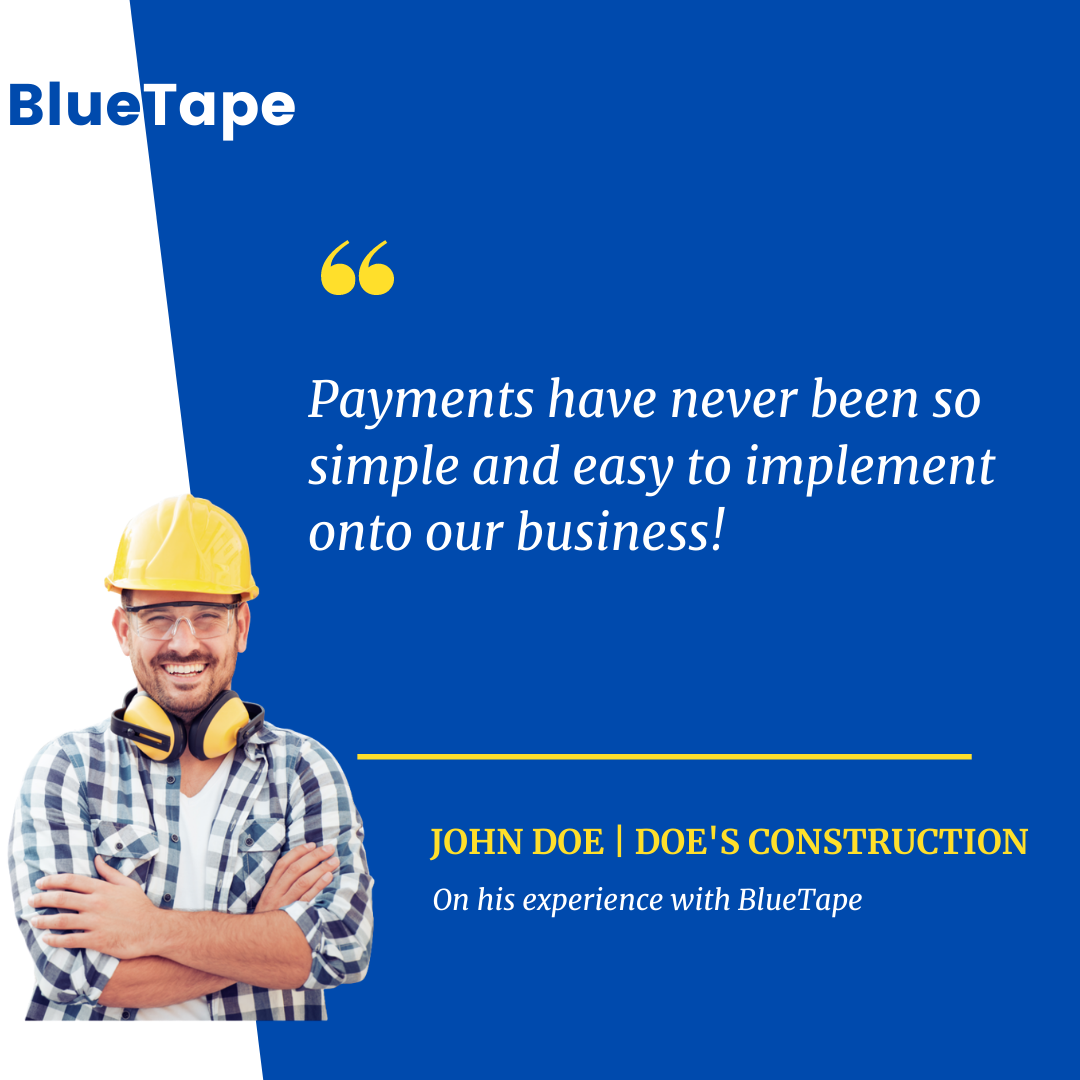 BlueTape
“
Payments have never been so
simple and easy to implement
onto our business!
JOHN DOE | DOE'S CONSTRUCTION
On his experience with BlueTape